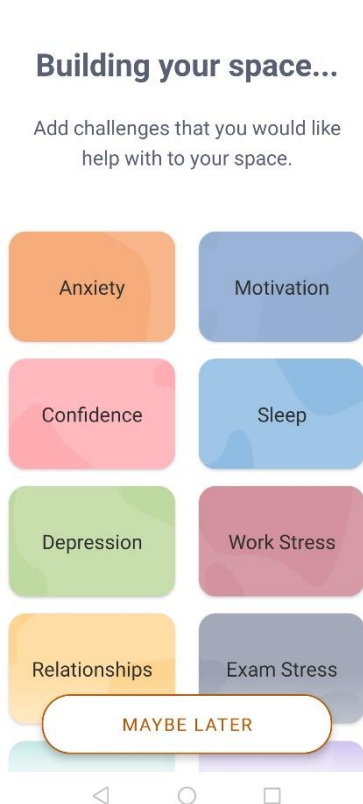 Building your space...
Add challenges that you would like
help with to your space.
Anxiety
Motivation
Confidence
Sleep
Depression
Work Stress
Relationships
Exam Stress
MAYBE LATER